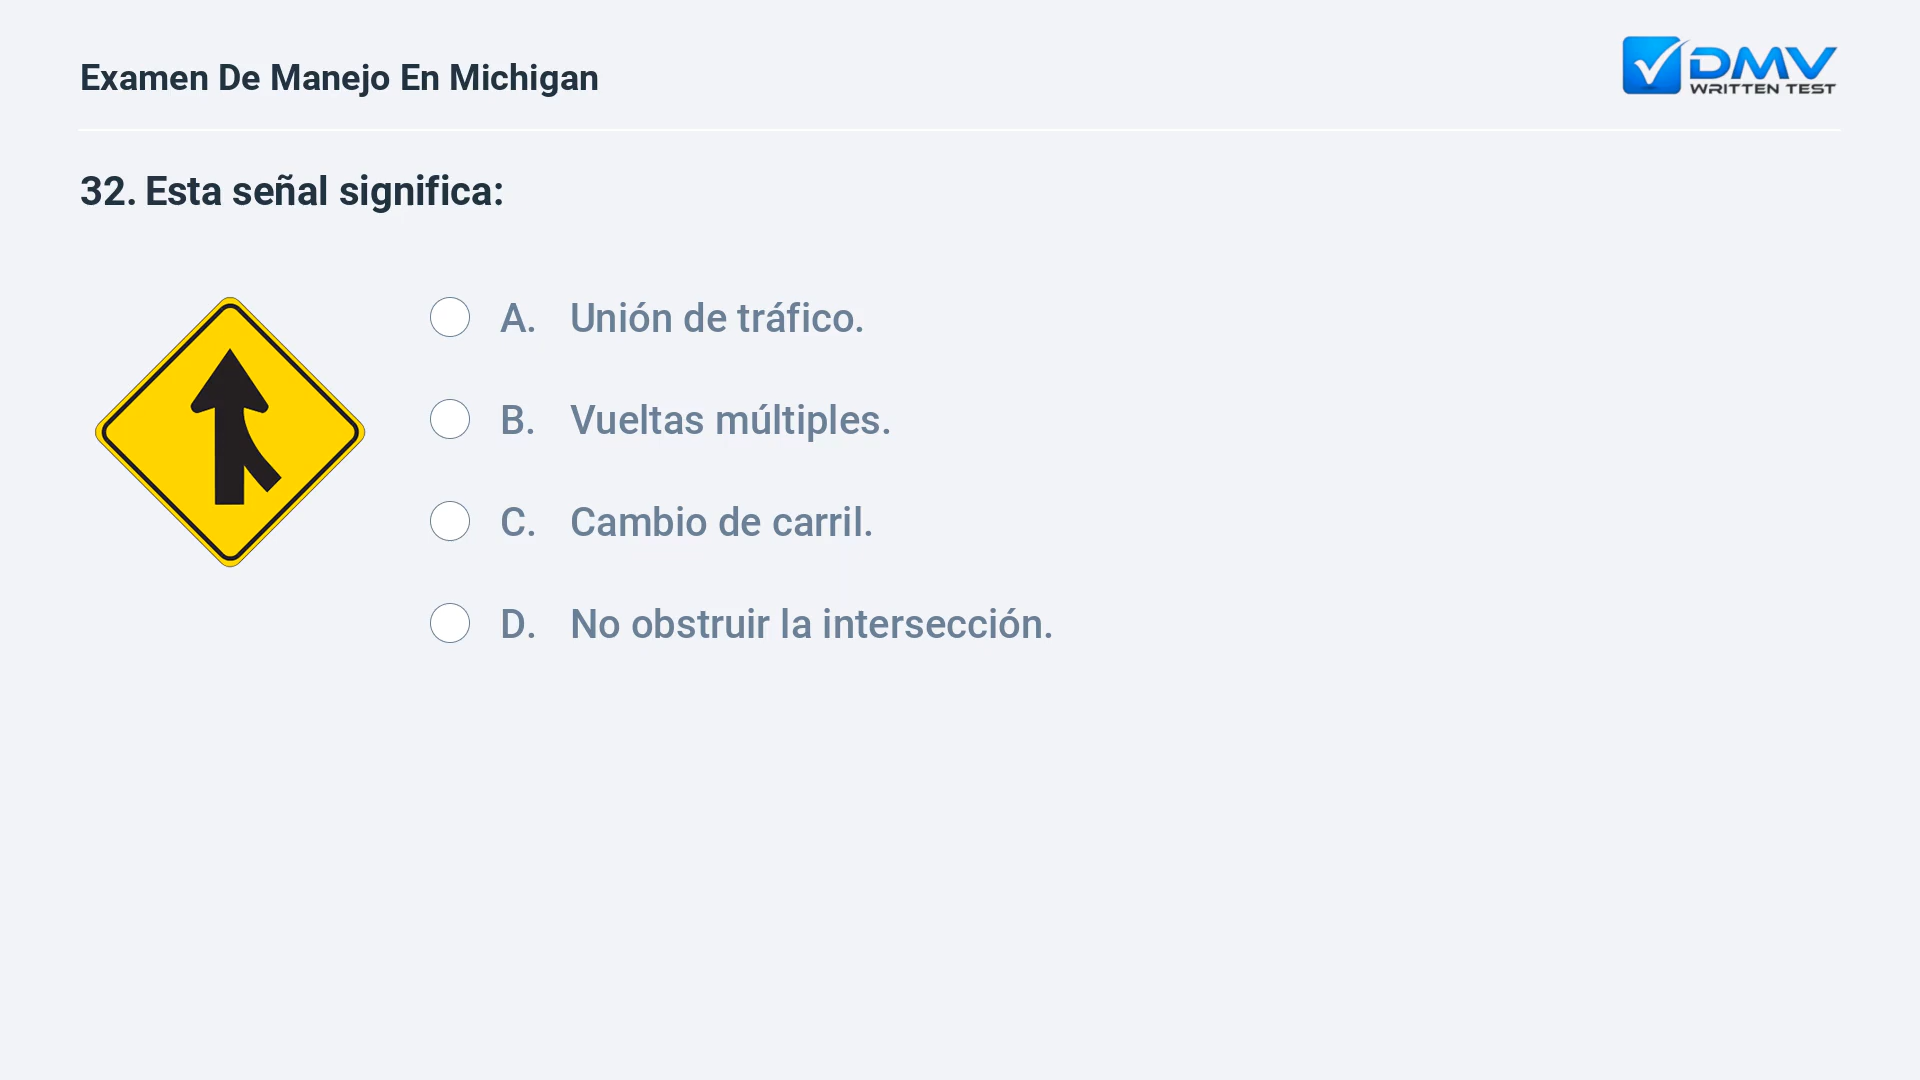 Examen De Manejo En Michigan
DMV
WRITTEN TEST
32. Esta señal significa:
A. Unión de tráfico.
B. Vueltas múltiples.
C. Cambio de carril.
D. No obstruir la intersección.